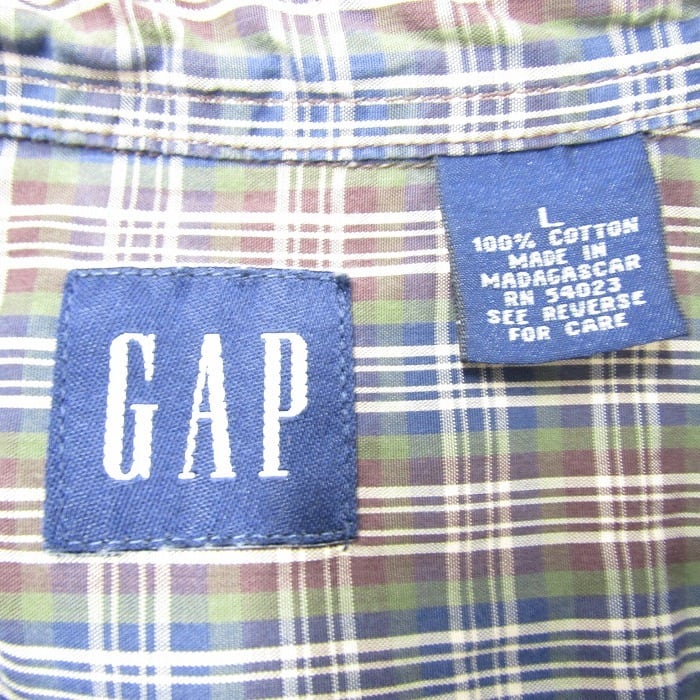 GAP
L
100% COTTON
MADE IN
MADAGASCAR
RN 54023
SEE REVERSE
FOR CARE